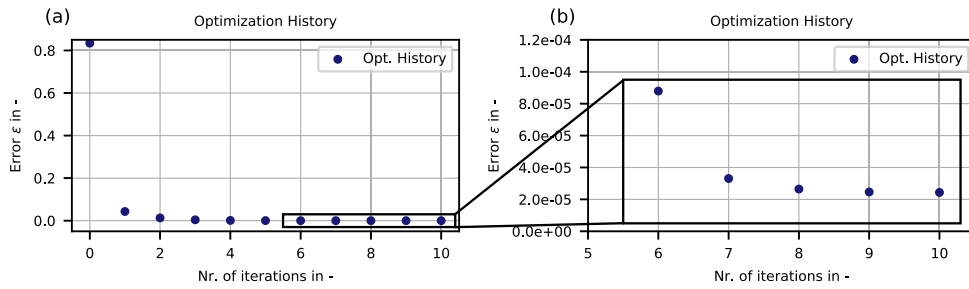 (a)
Optimization History
Opt. History
Error ε in -
0.8
0.6
0.4
0.2
0.0
0 2 4 6 8 10
Nr. of iterations in -
(b)
Optimization History
Opt. History
Error ε in -
1.2e-04
1.0e-04
8.0e-05
6.0e-05
4.0e-05
2.0e-05
0.0e+00
5 6 7 8 9 10
Nr. of iterations in -